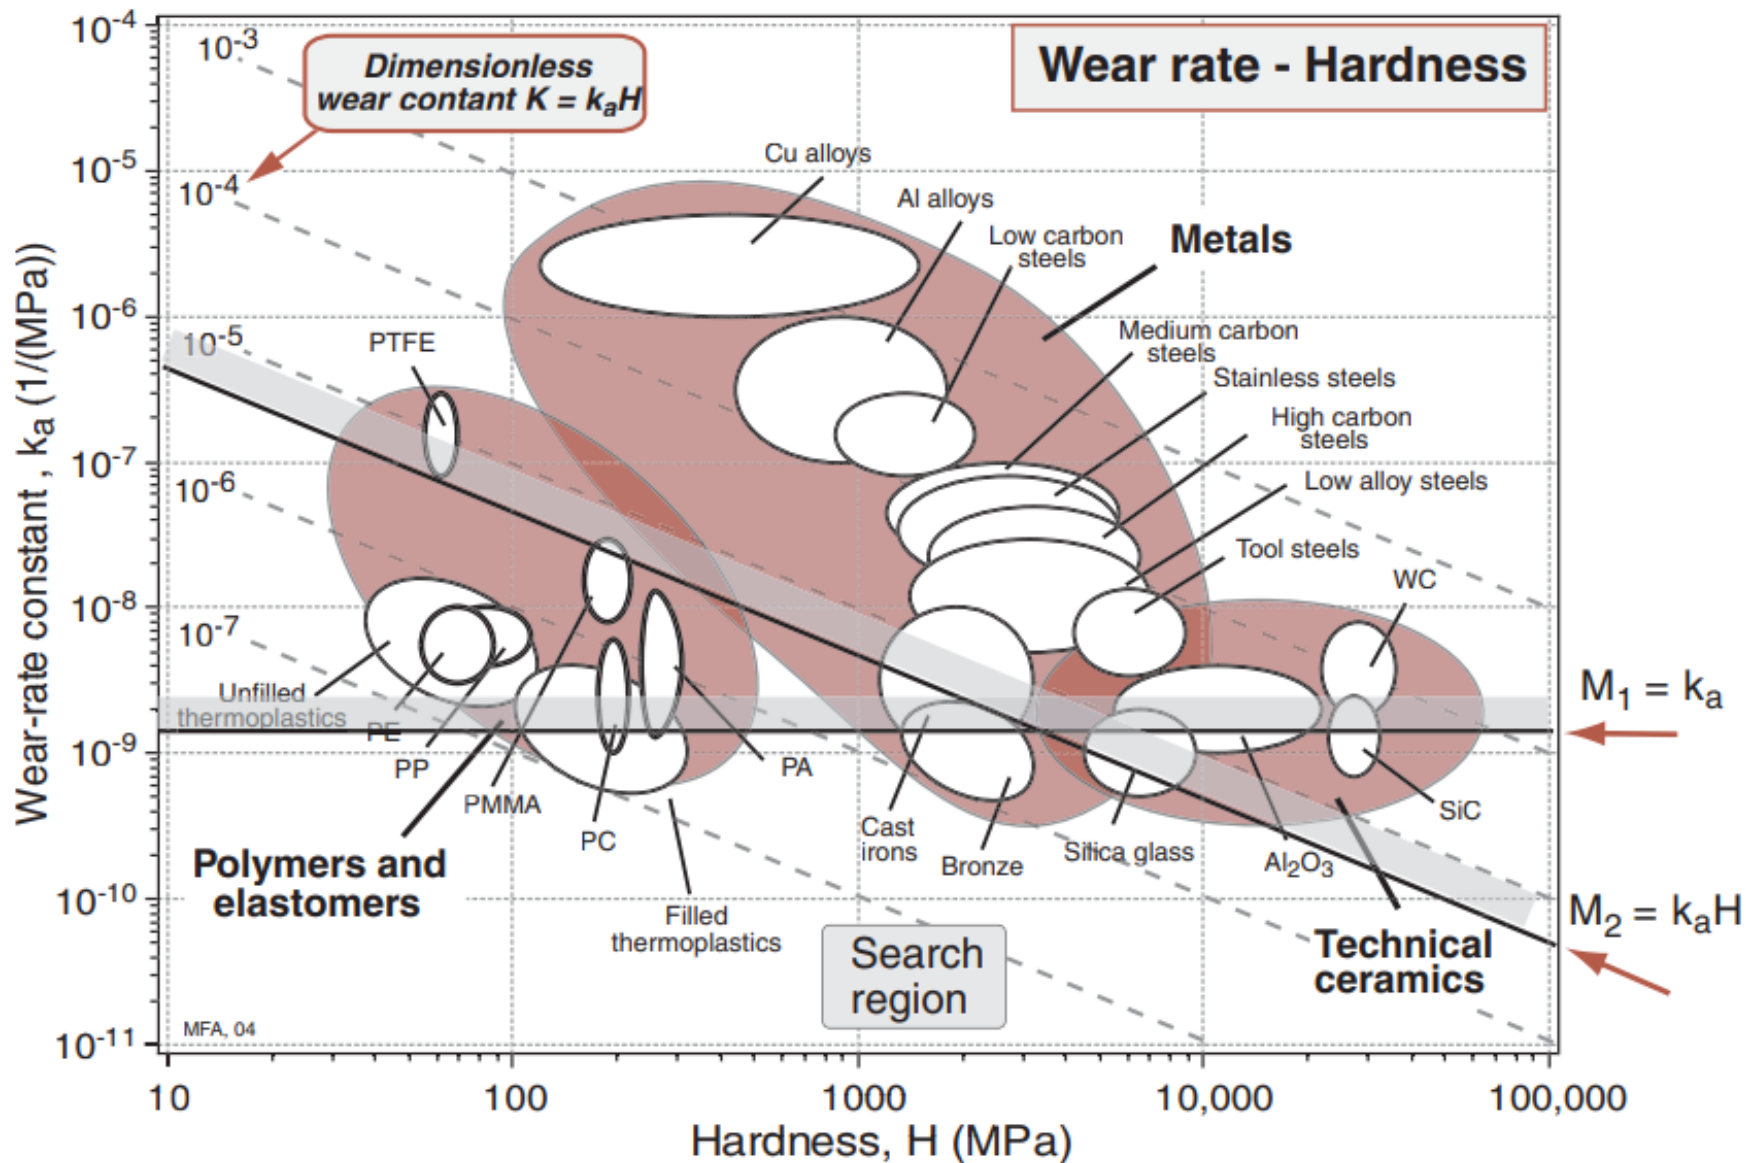 Wear rate - Hardness
Dimensionless
wear contant K = kₐH
10⁻³
10⁻⁴
10⁻⁵
10⁻⁶
10⁻⁷
Cu alloys
Al alloys
Low carbon
steels
Metals
Medium carbon
steels
Stainless steels
High carbon
steels
Low alloy steels
Tool steels
WC
PTFE
Unfilled
thermoplastics
PE
PP
PMMA
PC
PA
Polymers and
elastomers
Filled
thermoplastics
Cast
irons
Bronze
Silica glass
Al₂O₃
SiC
Technical
ceramics
Search
region
M₁ = kₐ
M₂ = kₐH
MFA, 04
Wear-rate constant , kₐ (1/(MPa))
10⁻⁴
10⁻⁵
10⁻⁶
10⁻⁷
10⁻⁸
10⁻⁹
10⁻¹⁰
10⁻¹¹
10 100 1000 10,000 100,000
Hardness, H (MPa)